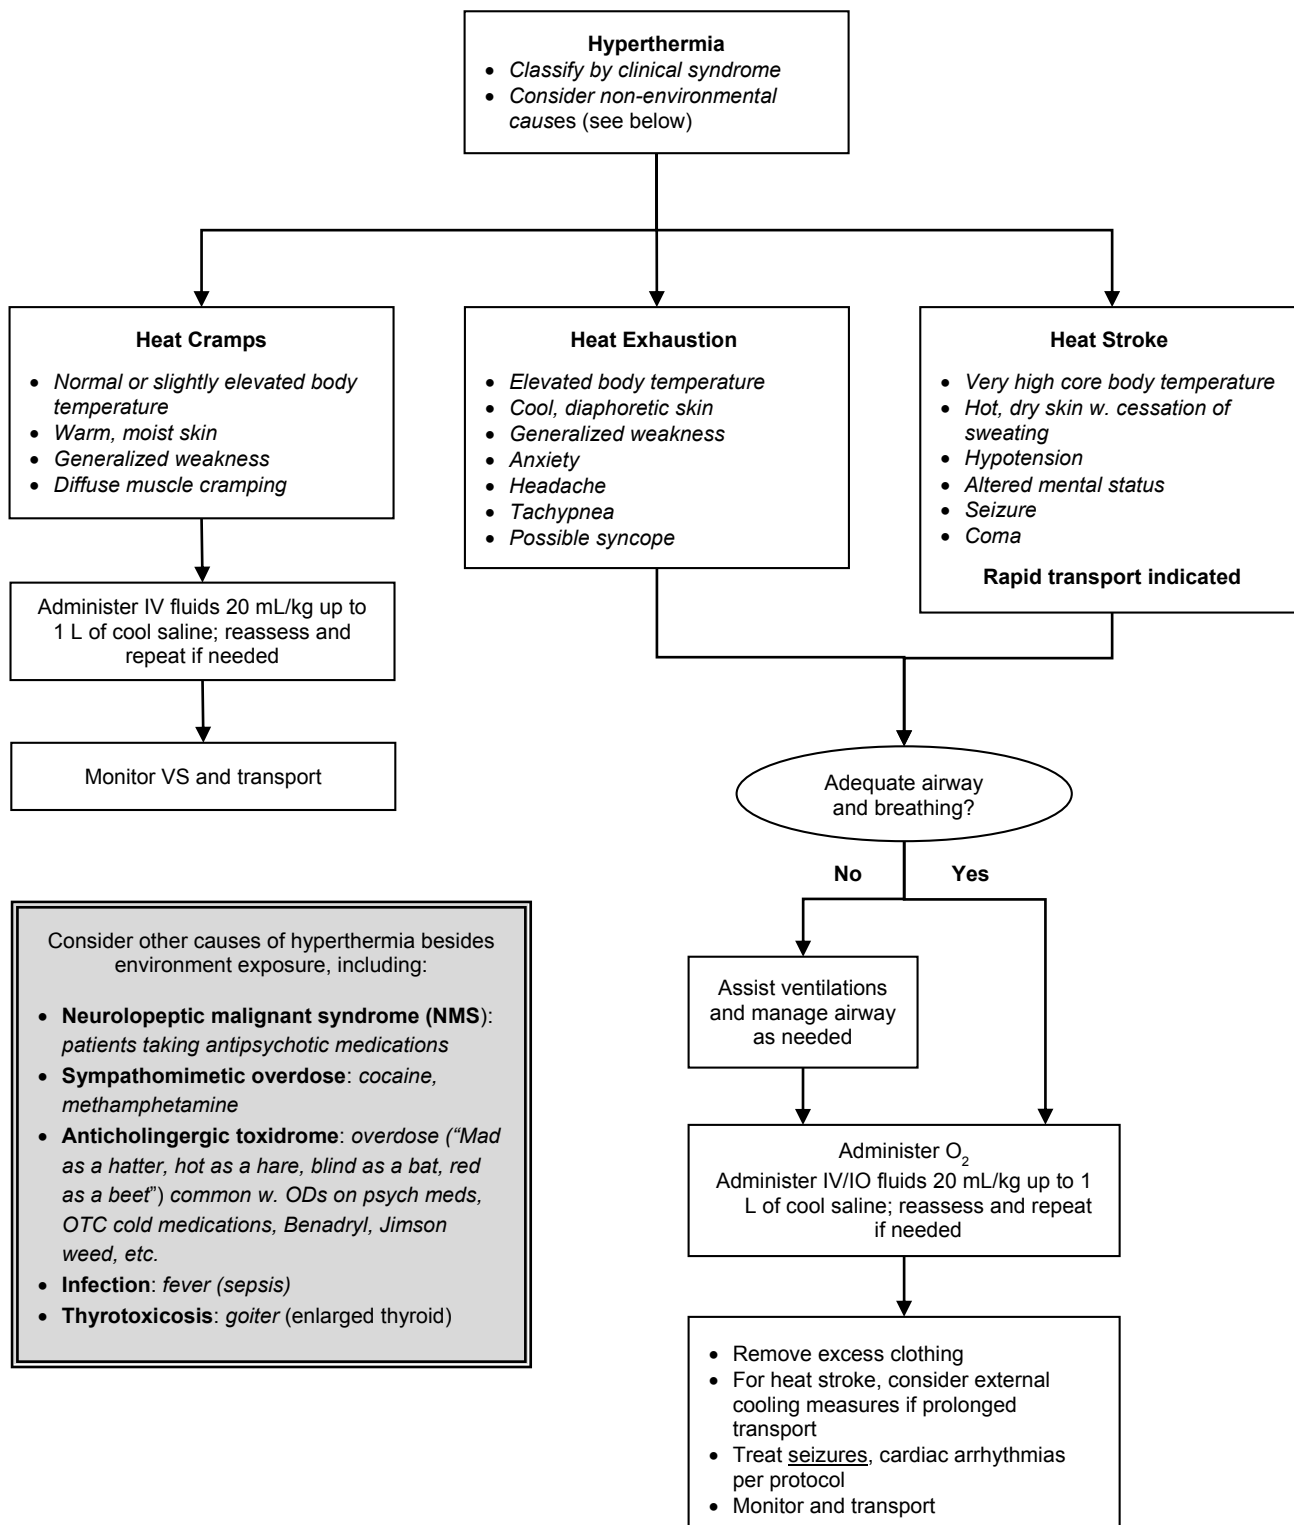 Hyperthermia
• Classify by clinical syndrome
• Consider non-environmental
causes (see below)
Heat Cramps
• Normal or slightly elevated body
temperature
• Warm, moist skin
• Generalized weakness
• Diffuse muscle cramping
Heat Exhaustion
• Elevated body temperature
• Cool, diaphoretic skin
• Generalized weakness
• Anxiety
• Headache
• Tachypnea
• Possible syncope
Heat Stroke
• Very high core body temperature
• Hot, dry skin w. cessation of
sweating
• Hypotension
• Altered mental status
• Seizure
• Coma
Rapid transport indicated
Administer IV fluids 20 mL/kg up to
1 L of cool saline; reassess and
repeat if needed
Monitor VS and transport
Adequate airway
and breathing?
No
Yes
Assist ventilations
and manage airway
as needed
Administer O₂
Administer IV/IO fluids 20 mL/kg up to 1
L of cool saline; reassess and repeat
if needed
• Remove excess clothing
• For heat stroke, consider external
cooling measures if prolonged
transport
• Treat seizures, cardiac arrhythmias
per protocol
• Monitor and transport
Consider other causes of hyperthermia besides
environment exposure, including:
• Neurolopeptic malignant syndrome (NMS):
patients taking antipsychotic medications
• Sympathomimetic overdose: cocaine,
methamphetamine
• Anticholingergic toxidrome: overdose (“Mad
as a hatter, hot as a hare, blind as a bat, red
as a beet”) common w. ODs on psych meds,
OTC cold medications, Benadryl, Jimson
weed, etc.
• Infection: fever (sepsis)
• Thyrotoxicosis: goiter (enlarged thyroid)